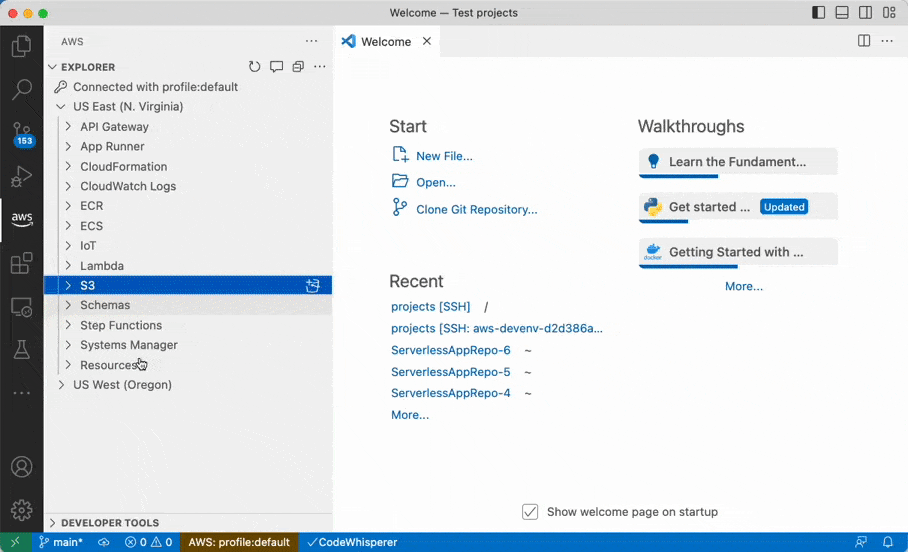 Welcome — Test projects
AWS
Welcome
EXPLORER
Connected with profile:default
US East (N. Virginia)
API Gateway
App Runner
CloudFormation
CloudWatch Logs
ECR
ECS
IoT
Lambda
S3
Schemas
Step Functions
Systems Manager
Resources
US West (Oregon)
DEVELOPER TOOLS
153
aws
Start
New File...
Open...
Clone Git Repository...
Recent
projects [SSH] /
projects [SSH: aws-devenv-d2d386a...
ServerlessAppRepo-6 ~
ServerlessAppRepo-5 ~
ServerlessAppRepo-4 ~
More...
Walkthroughs
Learn the Fundament...
Get started ... Updated
docker
Getting Started with ...
More...
Show welcome page on startup
main* 0 0 AWS: profile:default CodeWhisperer